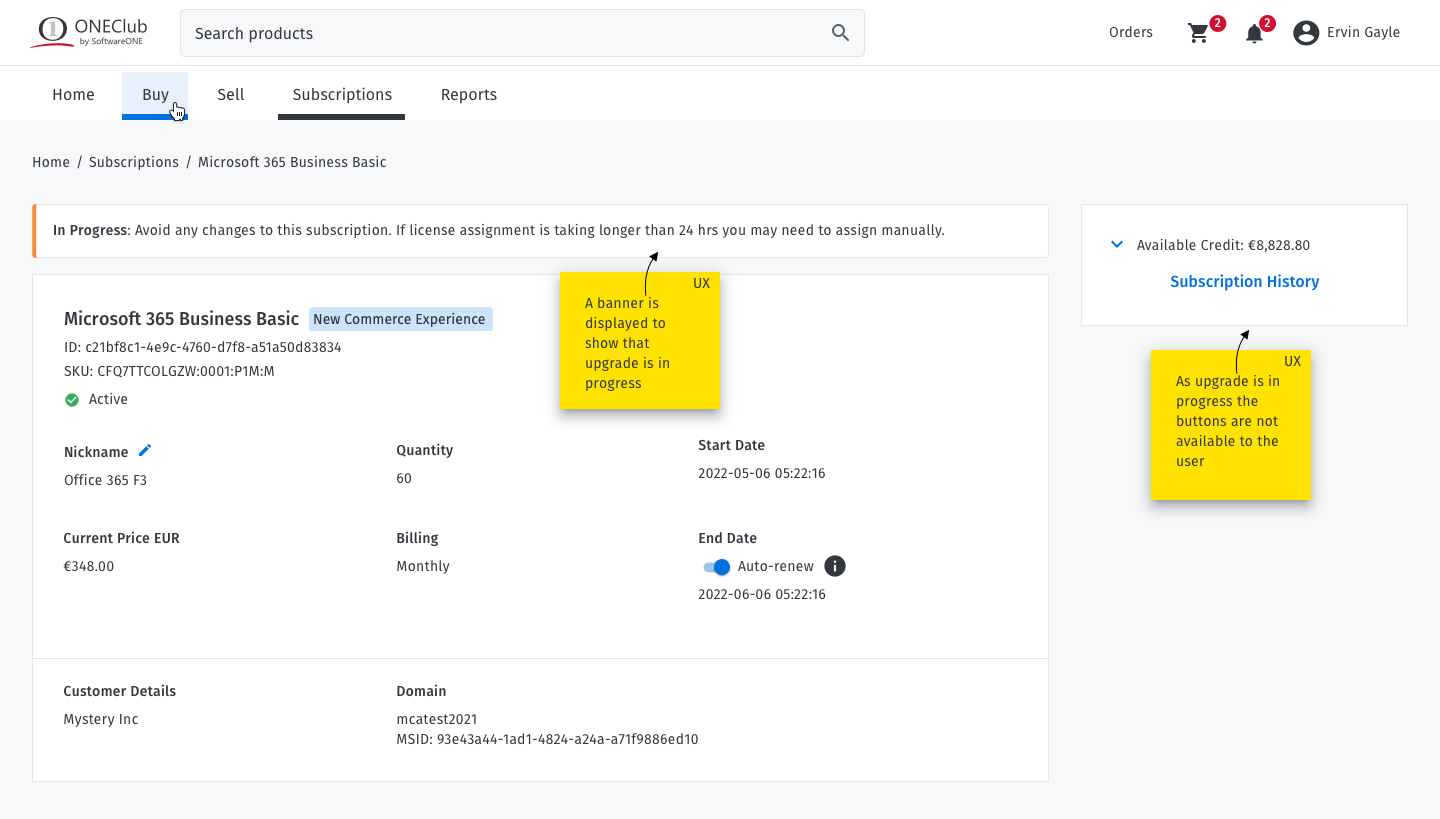 1 ONEClub
by SoftwareONE
Search products
Orders
2
2
Ervin Gayle
Home
Buy
Sell
Subscriptions
Reports
Home / Subscriptions / Microsoft 365 Business Basic
In Progress: Avoid any changes to this subscription. If license assignment is taking longer than 24 hrs you may need to assign manually.
Available Credit: €8,828.80
Subscription History
UX
A banner is
displayed to
show that
upgrade is in
progress
UX
As upgrade is in
progress the
buttons are not
available to the
user
Microsoft 365 Business Basic
New Commerce Experience
ID: c21bf8c1-4e9c-4760-d7f8-a51a50d83834
SKU: CFQ7TTCOLGZW:0001:P1M:M
Active
Nickname
Office 365 F3
Quantity
60
Start Date
2022-05-06 05:22:16
Current Price EUR
€348.00
Billing
Monthly
End Date
Auto-renew
2022-06-06 05:22:16
Customer Details
Mystery Inc
Domain
mcatest2021
MSID: 93e43a44-1ad1-4824-a24a-a71f9886ed10